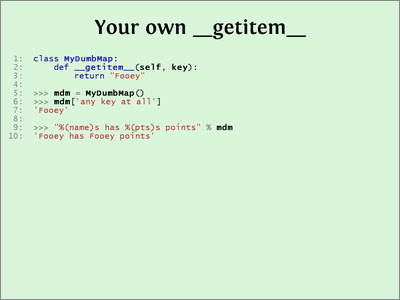 Your own __getitem__
1: class MyDumbMap:
2:     def __getitem__(self, key):
3:         return "Fooey"
4:
5: >>> mdm = MyDumbMap()
6: >>> mdm['any key at all']
7: 'Fooey'
8:
9: >>> "%(name)s has %(pts)s points" % mdm
10: 'Fooey has Fooey points'